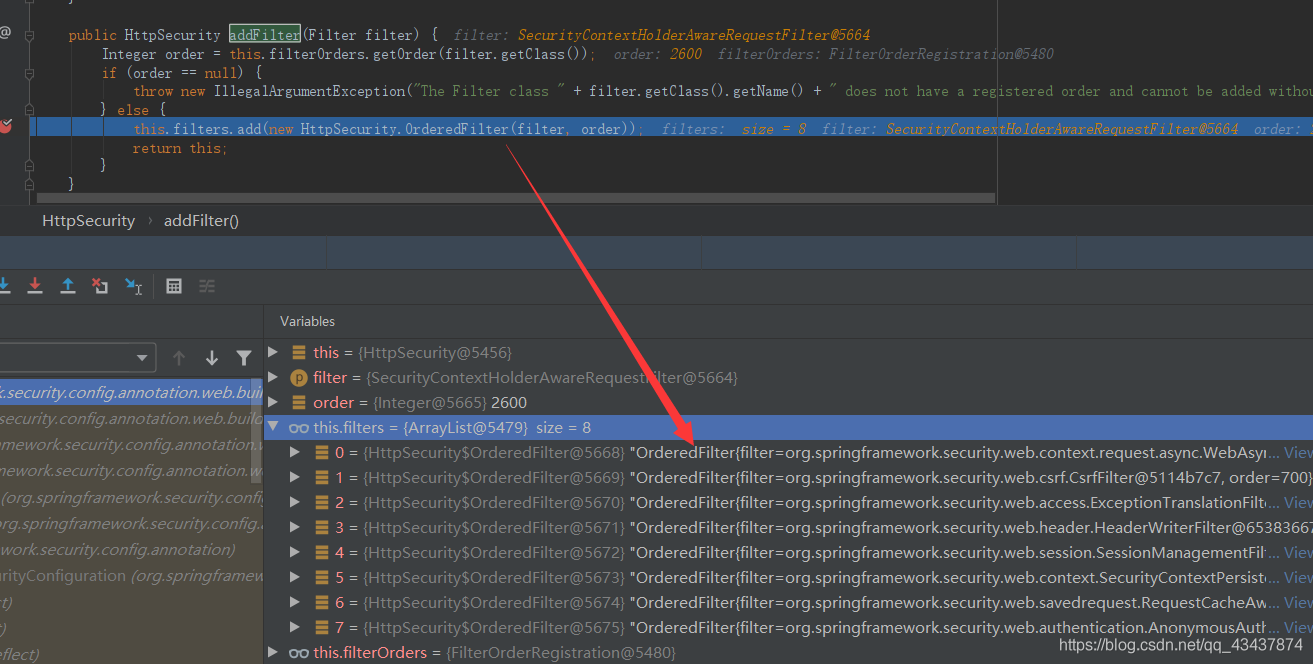 }
@
public HttpSecurity addFilter(Filter filter) { filter: SecurityContextHolderAwareRequestFilter@5664
Integer order = this.filterOrders.getOrder(filter.getClass()); order: 2600 filterOrders: FilterOrderRegistration@5480
if (order == null) {
throw new IllegalArgumentException("The Filter class " + filter.getClass().getName() + " does not have a registered order and cannot be added withou
} else {
this.filters.add(new HttpSecurity.OrderedFilter(filter, order)); filters: size = 8 filter: SecurityContextHolderAwareRequestFilter@5664 order:
return this;
}
}
HttpSecurity › addFilter()
Variables
this = {HttpSecurity@5456}
p filter = {SecurityContextHolderAwareRequestFilter@5664}
order = {Integer@5665} 2600
k.security.config.annotation.web.buil
this.filters = {ArrayList@5479} size = 8
security.config.annotation.web.builo
0 = {HttpSecurity$OrderedFilter@5668} "OrderedFilter{filter=org.springframework.security.web.context.request.async.WebAsyn... View
mework.security.config.annotation.
1 = {HttpSecurity$OrderedFilter@5669} "OrderedFilter{filter=org.springframework.security.web.csrf.CsrfFilter@5114b7c7, order=700}
mework.security.config.annotation.w
2 = {HttpSecurity$OrderedFilter@5670} "OrderedFilter{filter=org.springframework.security.web.access.ExceptionTranslationFilte... View
(org.springframework.security.confi
3 = {HttpSecurity$OrderedFilter@5671} "OrderedFilter{filter=org.springframework.security.web.header.HeaderWriterFilter@65383667
org.springframework.security.config.
4 = {HttpSecurity$OrderedFilter@5672} "OrderedFilter{filter=org.springframework.security.web.session.SessionManagementFil... View
work.security.config.annotation)
5 = {HttpSecurity$OrderedFilter@5673} "OrderedFilter{filter=org.springframework.security.web.context.SecurityContextPersiste... View
urityConfiguration (org.springframew
6 = {HttpSecurity$OrderedFilter@5674} "OrderedFilter{filter=org.springframework.security.web.savedrequest.RequestCacheAw... View
ct)
7 = {HttpSecurity$OrderedFilter@5675} "OrderedFilter{filter=org.springframework.security.web.authentication.AnonymousAuth... View
t)
this.filterOrders = {FilterOrderRegistration@5480}
eflect)
https://blog.csdn.net/qq_43437874